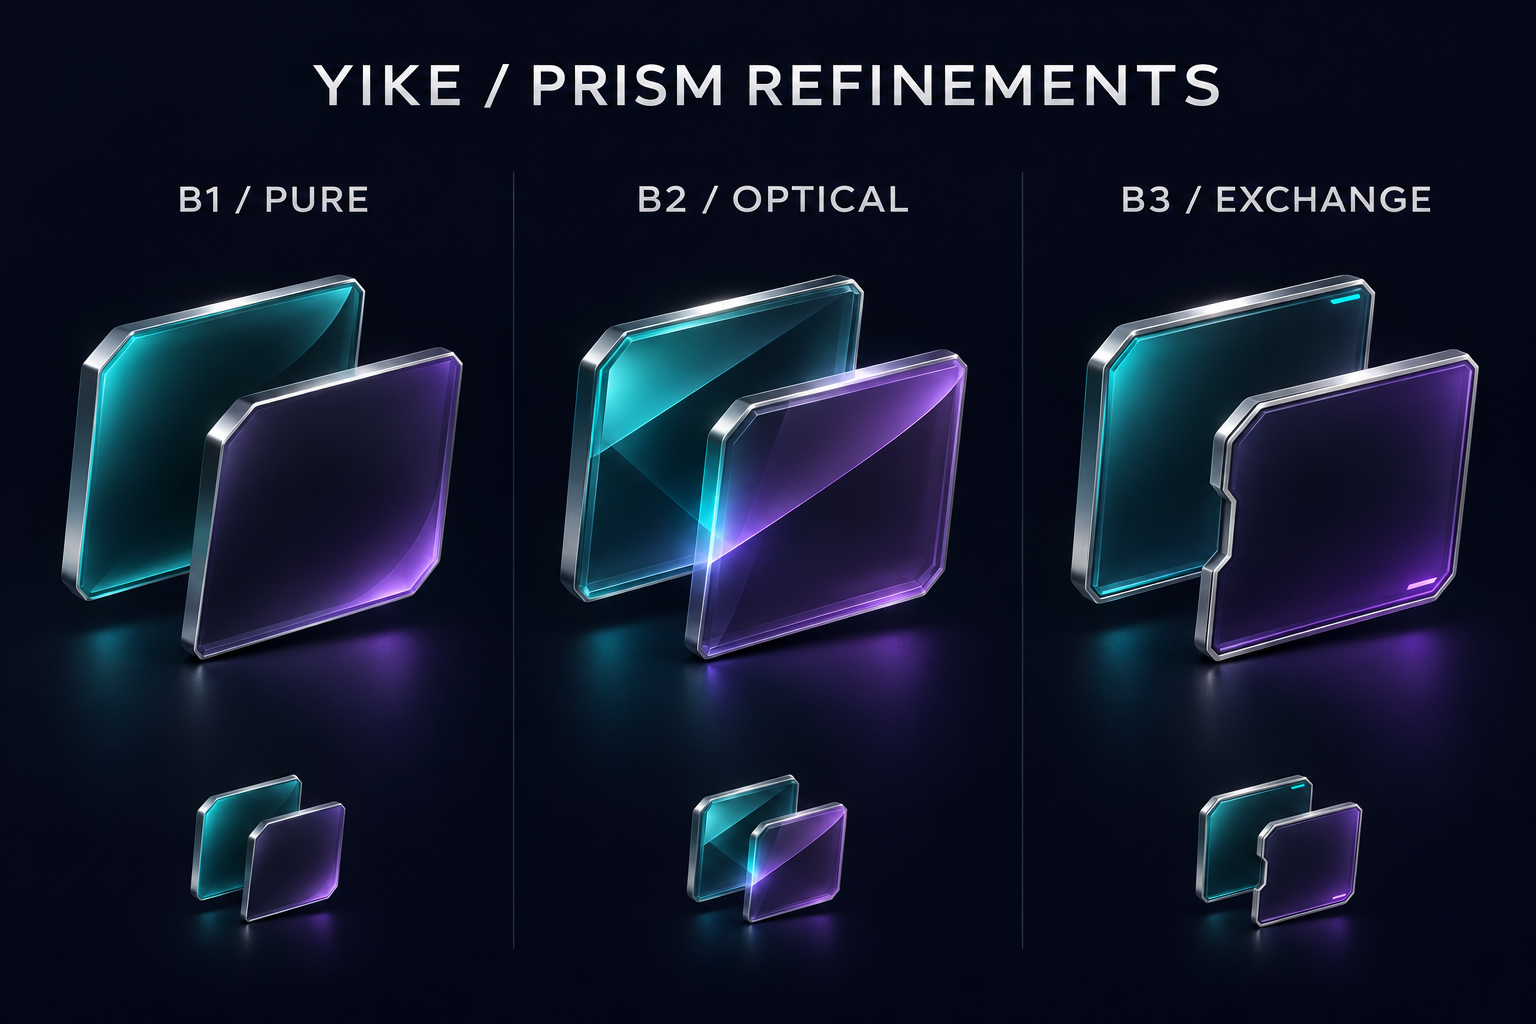 YIKE / PRISM REFINEMENTS
B1 / PURE
B2 / OPTICAL
B3 / EXCHANGE